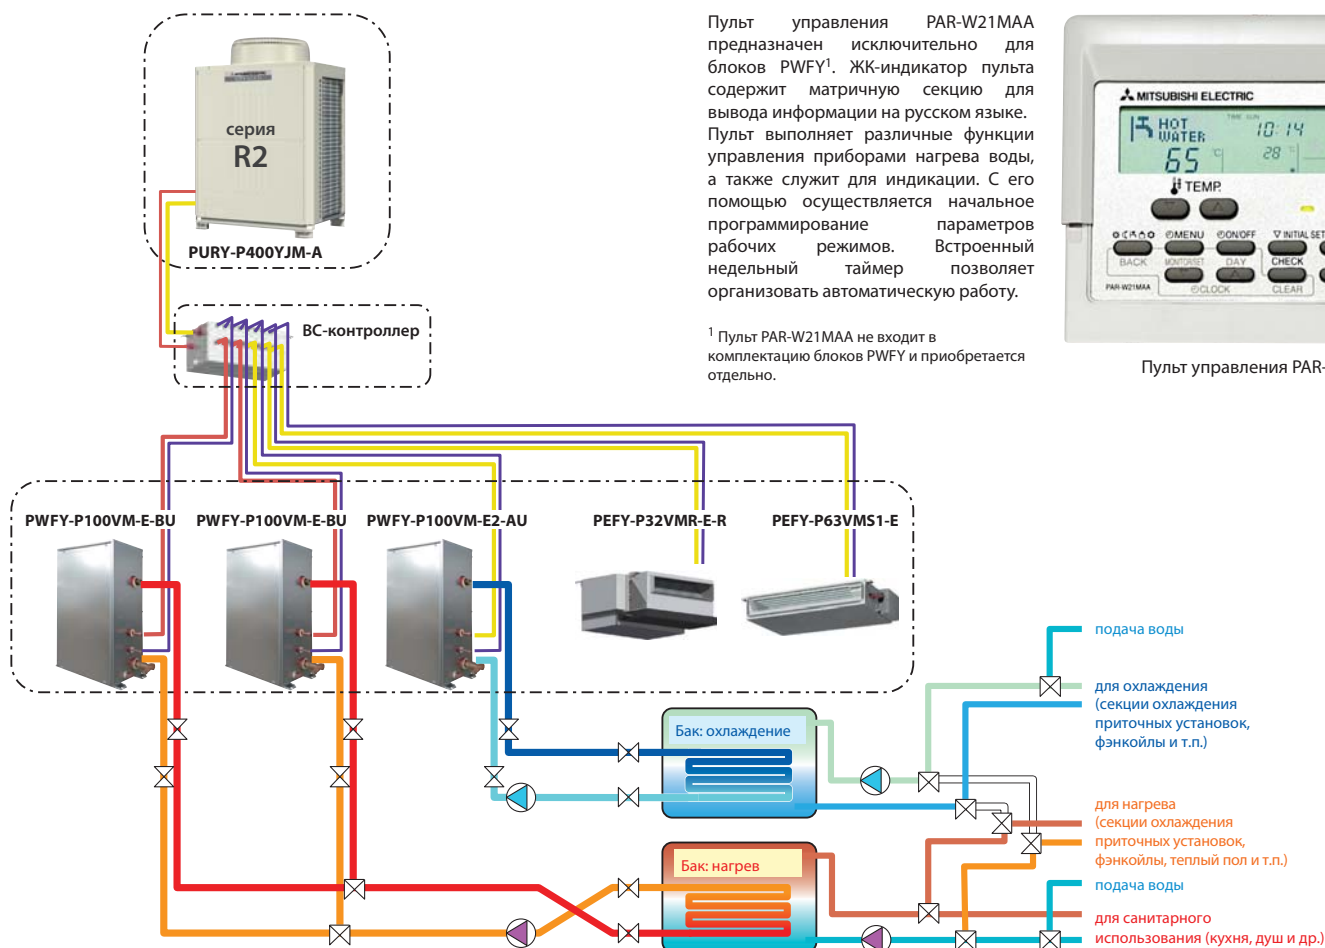 серия
R2
PURY-P400YJM-A
BC-контроллер
Пульт управления PAR-W21MAA
предназначен исключительно для
блоков PWFY¹. ЖК-индикатор пульта
содержит матричную секцию для
вывода информации на русском языке.
Пульт выполняет различные функции
управления приборами нагрева воды,
а также служит для индикации. С его
помощью осуществляется начальное
программирование параметров
рабочих режимов. Встроенный
недельный таймер позволяет
организовать автоматическую работу.
¹ Пульт PAR-W21MAA не входит в
комплектацию блоков PWFY и приобретается
отдельно.
MITSUBISHI ELECTRIC
HOT
WATER
TIME SUN
10:14
65 °C
28 °C
TEMP.
MENU
ON/OFF
INITIAL SET
BACK
MONITOR/SET
DAY
CHECK
PAR-W21MAA
CLOCK
CLEAR
Пульт управления PAR-
PWFY-P100VM-E-BU
PWFY-P100VM-E-BU
PWFY-P100VM-E2-AU
PEFY-P32VMR-E-R
PEFY-P63VMS1-E
Бак: охлаждение
Бак: нагрев
подача воды
для охлаждения
(секции охлаждения
приточных установок,
фэнкойлы и т.п.)
для нагрева
(секции охлаждения
приточных установок,
фэнкойлы, теплый пол и т.п.)
подача воды
для санитарного
использования (кухня, душ и др.)